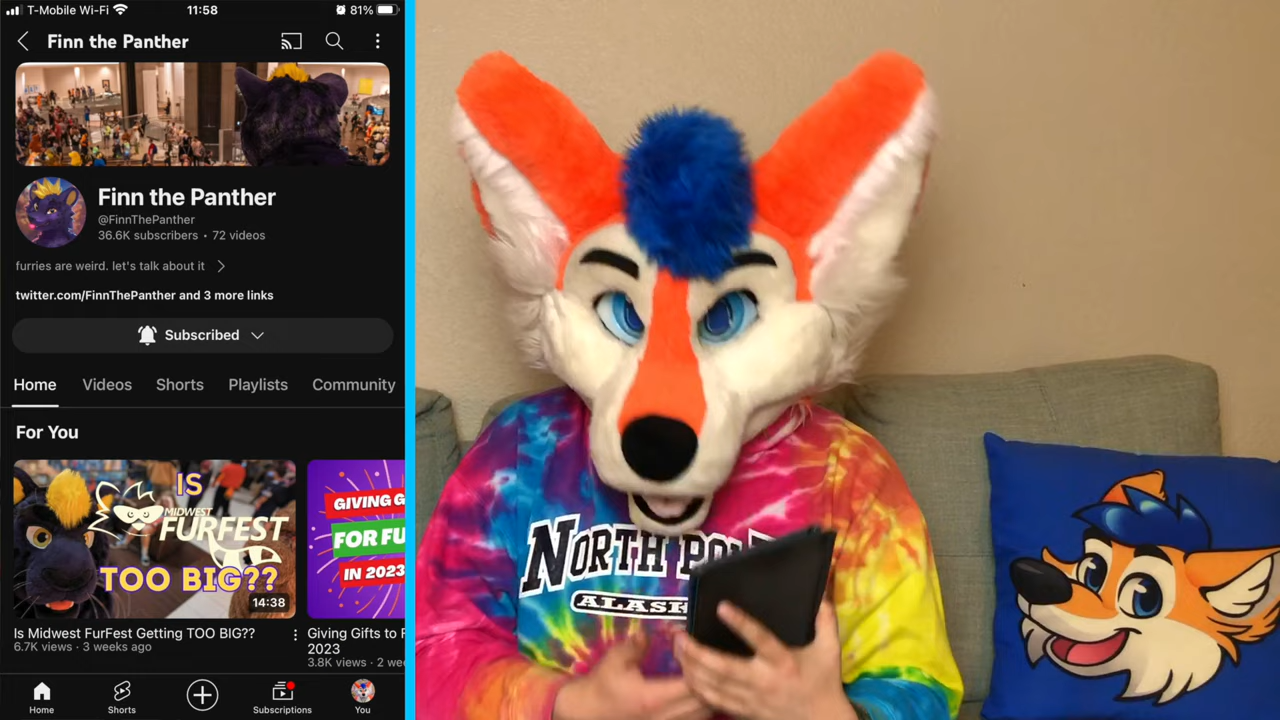 T-Mobile Wi-Fi
11:58
81%
Finn the Panther
Finn the Panther
@FinnThePanther
36.6K subscribers • 72 videos
furries are weird. let's talk about it
twitter.com/FinnThePanther and 3 more links
Subscribed
Home Videos Shorts Playlists Community
For You
IS
MIDWEST
FURFEST
TOO BIG??
14:38
GIVING G
FOR FU
IN 2023
Is Midwest FurFest Getting TOO BIG??
6.7K views · 3 weeks ago
Giving Gifts to F
2023
3.8K views · 2 wee
Home
Shorts
Subscriptions
You
NORTH PO
ALASK